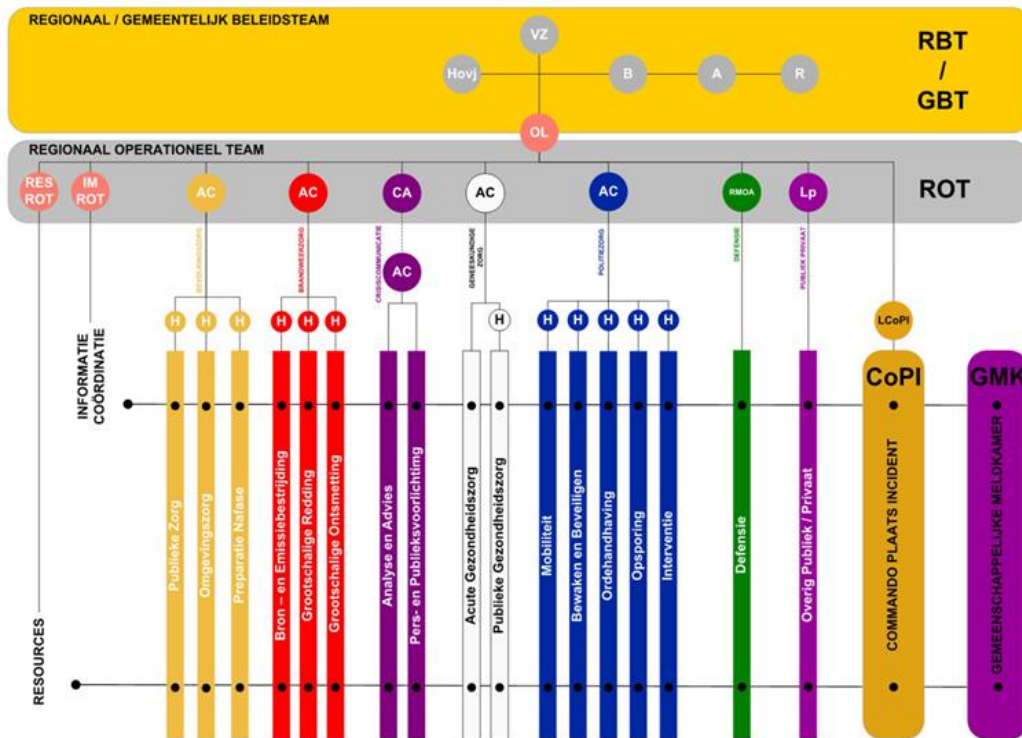 REGIONAAL / GEMEENTELIJK BELEIDSTEAM
VZ
Hovj
B
A
R
RBT
/
GBT
OL
REGIONAAL OPERATIONEEL TEAM
RES
ROT
IM
ROT
AC
AC
CA
AC
AC
RMOA
Lp
ROT
BEVOLKINGSZORG
BRANDWEERZORG
CRISISCOMMUNICATIE
GENEESKUNDIGE
ZORG
POLITIEZORG
DEFENSIE
PUBLIEK PRIVAAT
AC
H
H
H
H
H
H
H
H
H
H
H
H
LCoPI
INFORMATIE
COÖRDINATIE
RESOURCES
Publieke Zorg
Omgevingszorg
Preparatie Nafase
Bron – en Emissiebestrijding
Grootschalige Redding
Grootschalige Ontsmetting
Analyse en Advies
Pers- en Publieksvoorlichtimg
Acute Gezondheidszorg
Publieke Gezondheidszorg
Mobiliteit
Bewaken en Beveiligen
Ordehandhaving
Opsporing
Interventie
Defensie
Overig Publiek / Privaat
CoPI
COMMANDO PLAATS INCIDENT
GMK
GEMEENSCHAPPELIJKE MELDKAMER